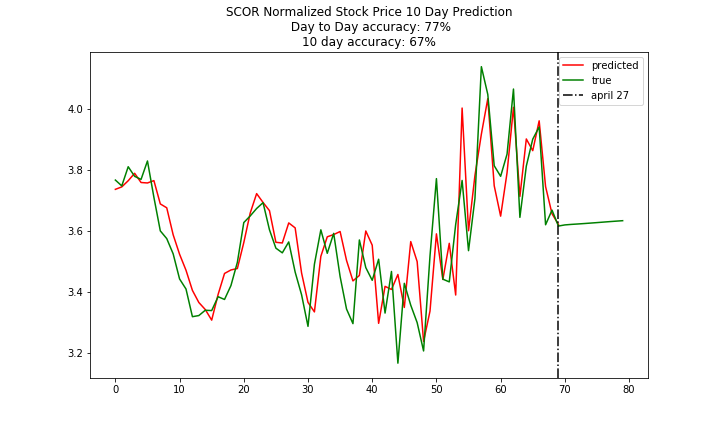 SCOR Normalized Stock Price 10 Day Prediction
Day to Day accuracy: 77%
10 day accuracy: 67%
predicted
true
april 27
4.0
3.8
3.6
3.4
3.2
0 10 20 30 40 50 60 70 80